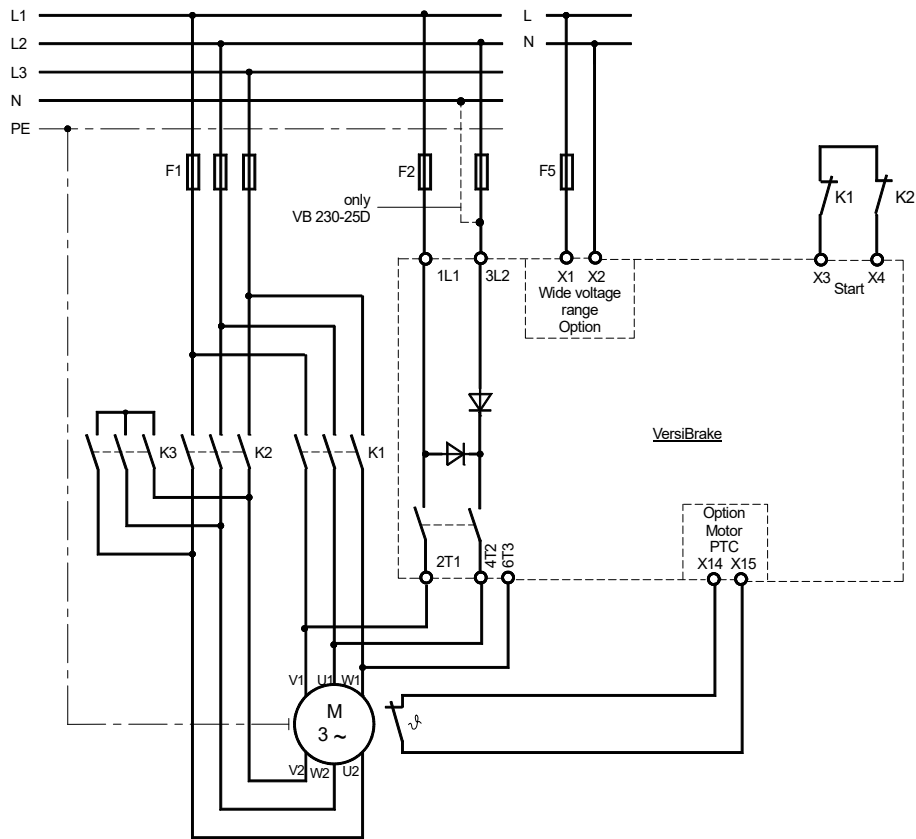 L1
L2
L3
N
PE
L
N
F1
F2
F5
only
VB 230-25D
K1
K2
1L1
3L2
X1
X2
Wide voltage
range
Option
X3
X4
Start
VersiBrake
K3
K2
K1
2T1
4T2
6T3
Option
Motor
PTC
X14
X15
V1
U1
W1
M
3 ~
ϑ
V2
W2
U2